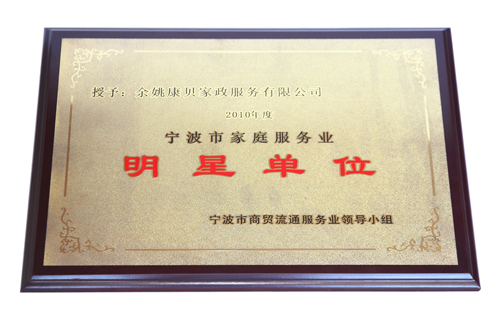 授予：余姚康贝家政服务有限公司
2010年度
宁波市家庭服务业
明星单位
宁波市商贸流通服务业领导小组